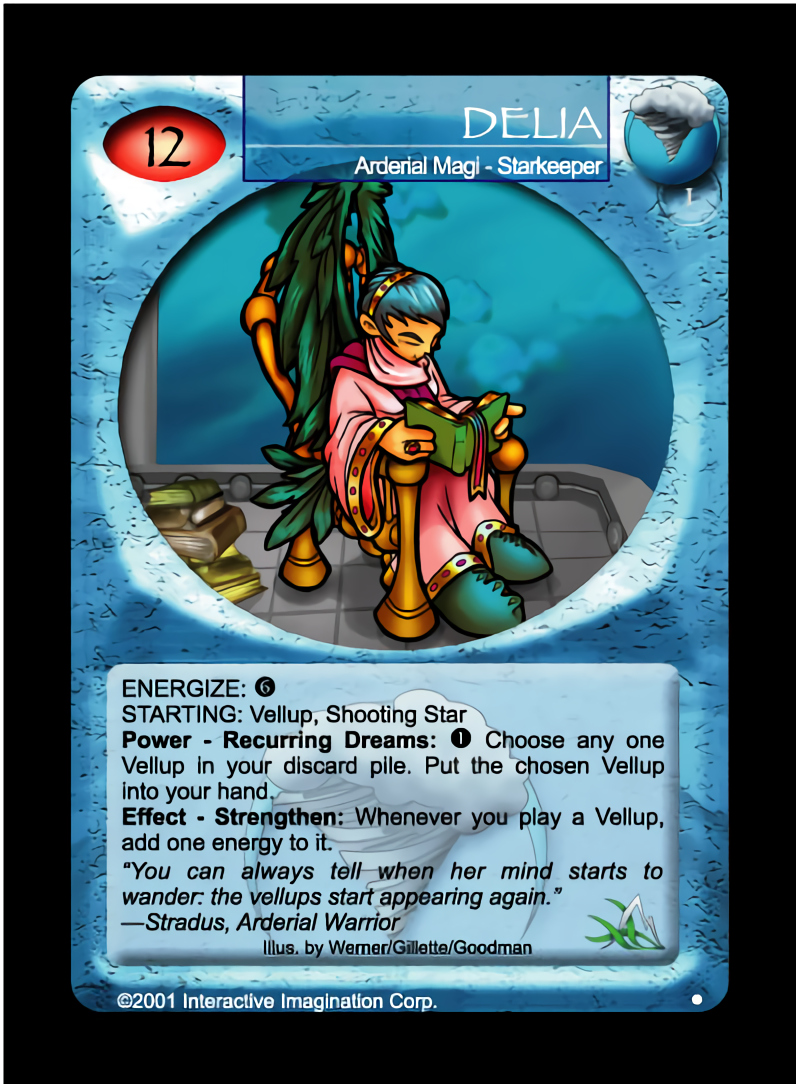 12
DELIA
Arderial Magi - Starkeeper
1
ENERGIZE: 6
STARTING: Vellup, Shooting Star
Power - Recurring Dreams: 1 Choose any one
Vellup in your discard pile. Put the chosen Vellup
into your hand.
Effect - Strengthen: Whenever you play a Vellup,
add one energy to it.
"You can always tell when her mind starts to
wander: the vellups start appearing again."
—Stradus, Arderial Warrior
Illus. by Werner/Gillette/Goodman
©2001 Interactive Imagination Corp.